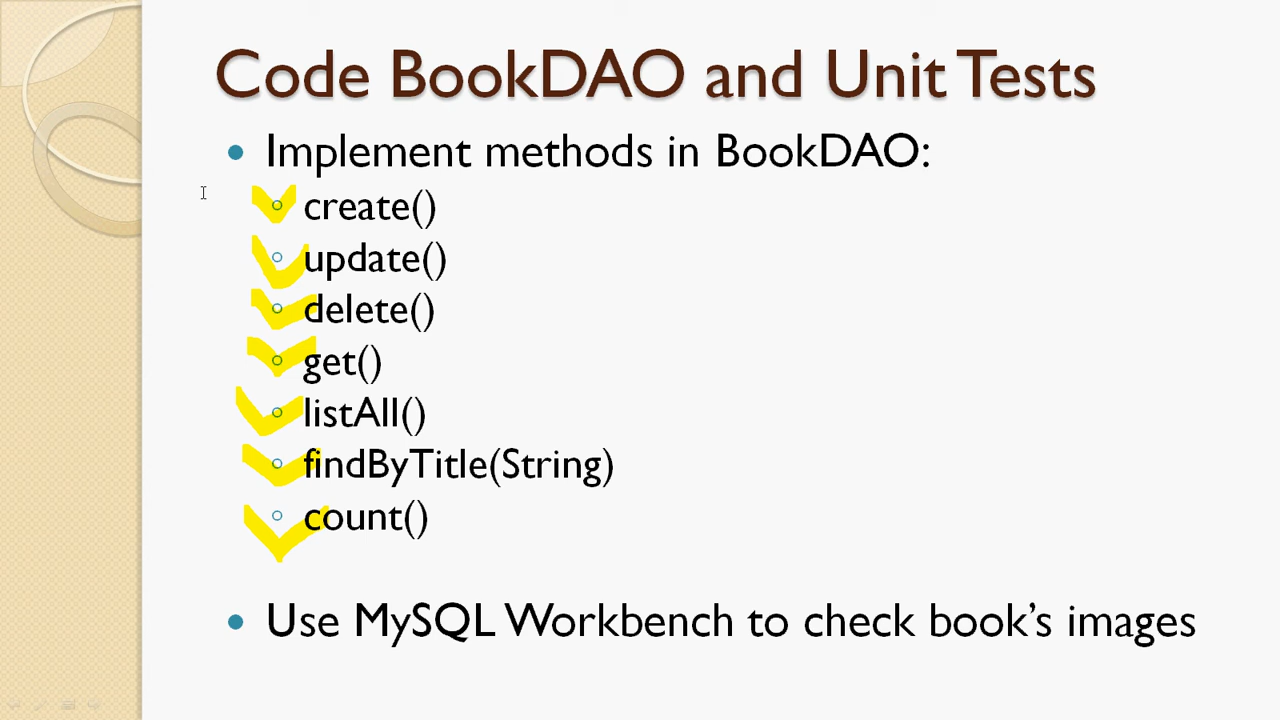 Code BookDAO and Unit Tests
Implement methods in BookDAO:
create()
update()
delete()
get()
listAll()
findByTitle(String)
count()
Use MySQL Workbench to check book's images